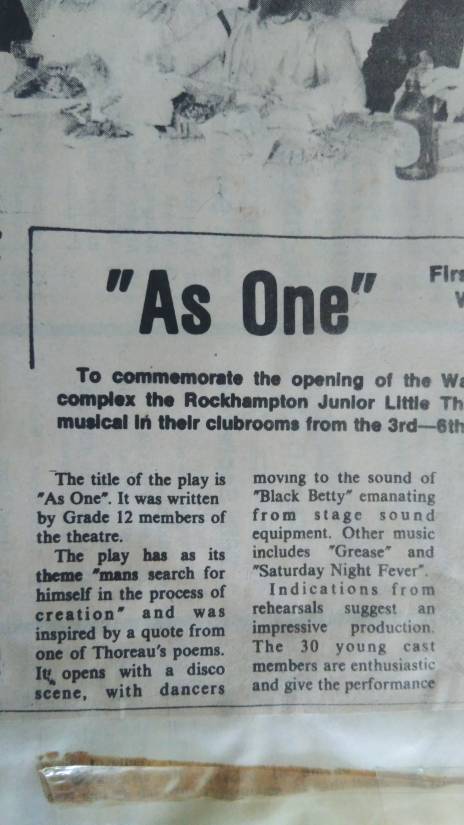 "As One"
To commemorate the opening of the
complex the Rockhampton Junior Little
musical in their clubrooms from the 3rd—6th
The title of the play is
"As One". It was written
by Grade 12 members of
the theatre.
The play has as its
theme "mans search for
himself in the process of
creation" and was
inspired by a quote from
one of Thoreau's poems.
It opens with a disco
scene, with dancers
moving to the sound of
"Black Betty" emanating
from stage sound
equipment. Other music
includes "Grease" and
"Saturday Night Fever".
Indications from
rehearsals suggest an
impressive production.
The 30 young cast
members are enthusiastic
and give the performance